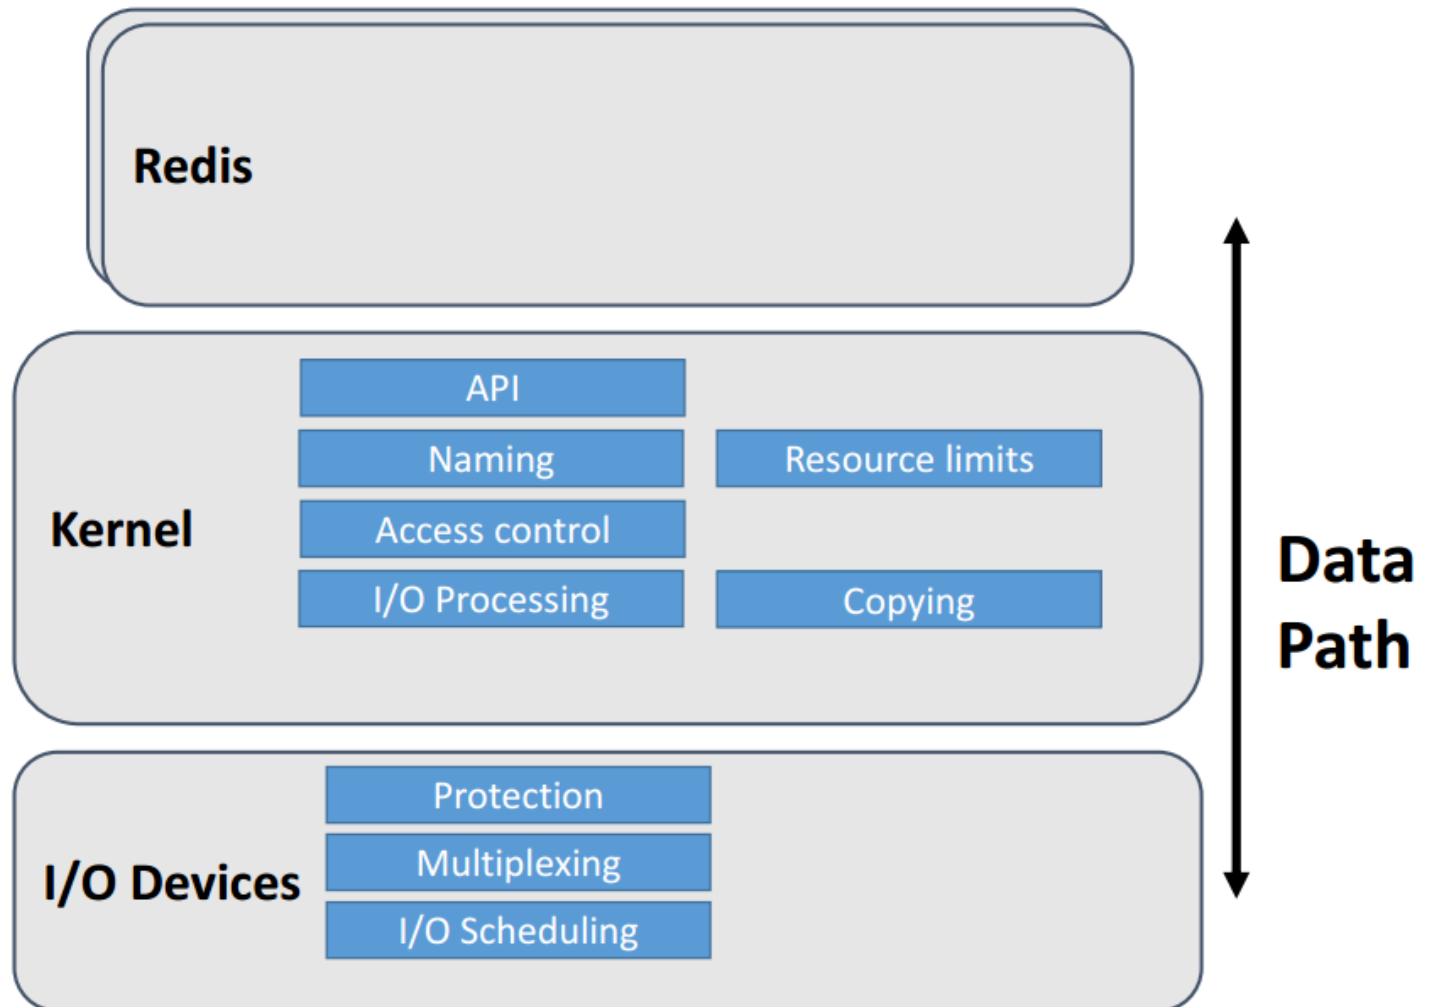 Redis
API
Naming
Resource limits
Kernel
Access control
I/O Processing
Copying
Data
Path
Protection
Multiplexing
I/O Devices
I/O Scheduling